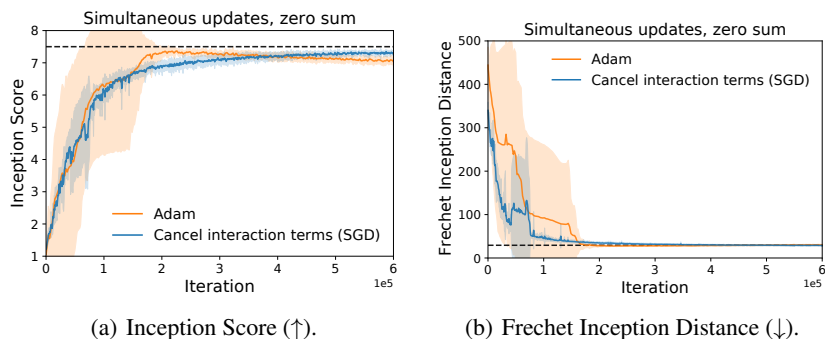 Simultaneous updates, zero sum
8
7
6
5
4
3
2
1
Inception Score
Adam
Cancel interaction terms (SGD)
0 1 2 3 4 5 6
1e5
Iteration
(a) Inception Score (↑).
Simultaneous updates, zero sum
500
400
300
200
100
0
Frechet Inception Distance
Adam
Cancel interaction terms (SGD)
0 1 2 3 4 5 6
1e5
Iteration
(b) Frechet Inception Distance (↓).